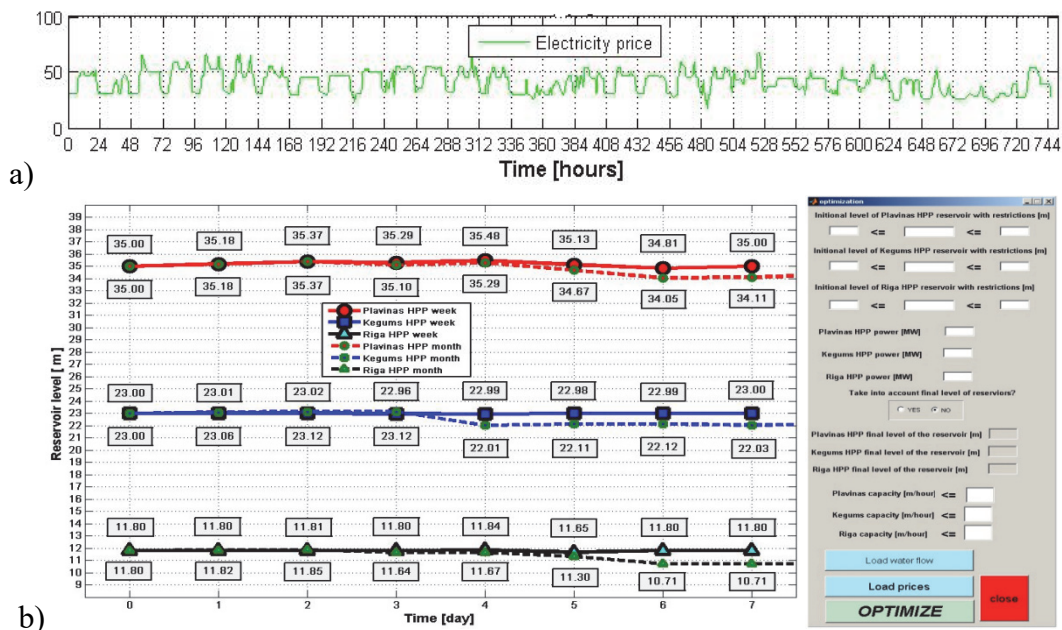 a)
100
50
0
Electricity price
0 24 48 72 96 120 144 168 192 216 240 264 288 312 336 360 384 408 432 456 480 504 528 552 576 600 624 648 672 696 720 744
Time [hours]
b)
Reservoir level [ m ]
39
38
37
36
35
34
33
32
31
30
29
28
27
26
25
24
23
22
21
20
19
18
17
16
15
14
13
12
11
10
9
35.00 35.18 35.37 35.29 35.48 35.13 34.81 35.00
35.00 35.18 35.37 35.10 35.29 34.67 34.05 34.11
Plavinas HPP week
Kegums HPP week
Riga HPP week
Plavinas HPP month
Kegums HPP month
Riga HPP month
23.00 23.01 23.02 22.96 22.99 22.98 22.99 23.00
23.00 23.06 23.12 23.12 22.01 22.11 22.12 22.03
11.80 11.80 11.81 11.80 11.84 11.65 11.80 11.80
11.80 11.82 11.85 11.64 11.67 11.30 10.71 10.71
0 1 2 3 4 5 6 7
Time [day]
optimization
Initional level of Plavinas HPP reservoir with restrictions [m]
<= <=
Initional level of Kegums HPP reservoir with restrictions [m]
<= <=
Initional level of Riga HPP reservoir with restrictions [m]
<= <=
Plavinas HPP power [MW]
Kegums HPP power [MW]
Riga HPP power [MW]
Take into account final level of reserviers?
YES NO
Plavinas HPP final level of the reservoir [m]
Kegums HPP final level of the reservoir [m]
Riga HPP final level of the reservoir [m]
Plavinas capacity [m/hour] <=
Kegums capacity [m/hour] <=
Riga capacity [m/hour] <=
Load water flow
Load prices
OPTIMIZE
close